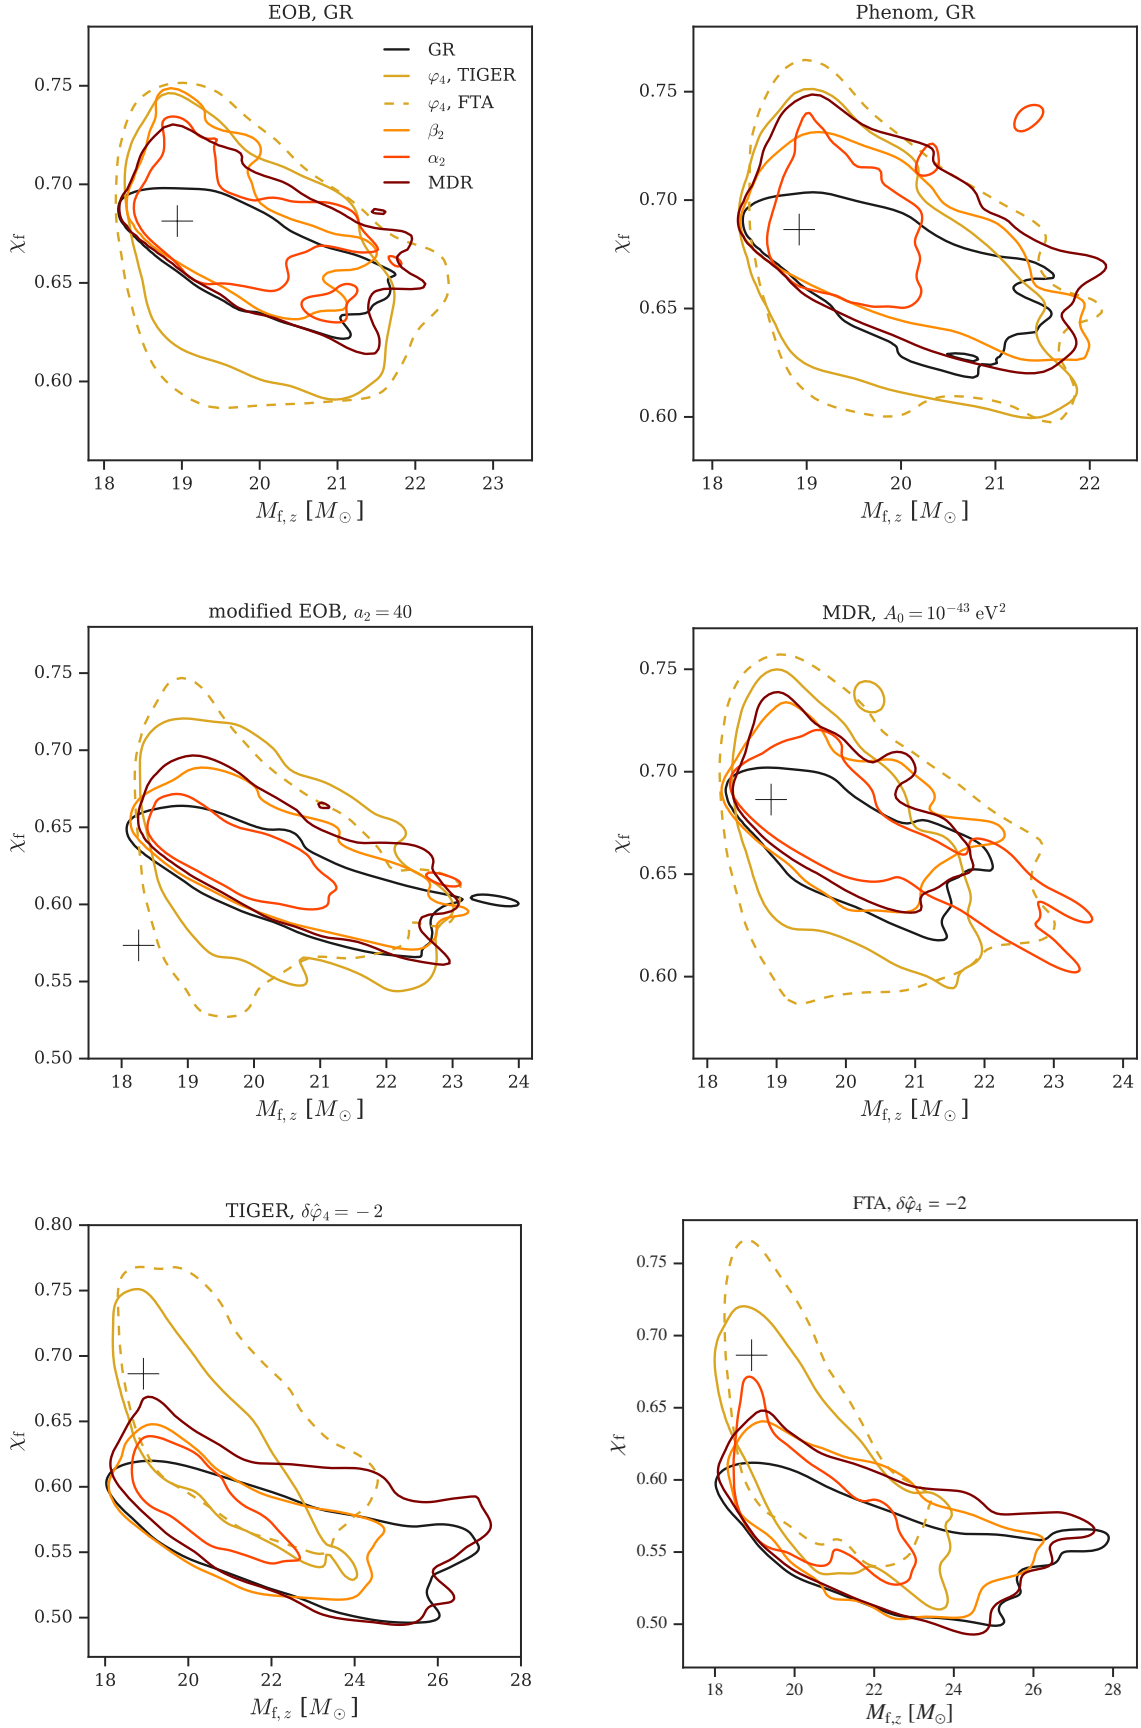 EOB, GR
GR
φ₄, TIGER
φ₄, FTA
β₂
α₂
MDR
0.75
0.70
0.65
0.60
χf
18 19 20 21 22 23
Mf, z [M⊙]
Phenom, GR
0.75
0.70
0.65
0.60
χf
18 19 20 21 22
Mf, z [M⊙]
modified EOB, a₂ = 40
0.75
0.70
0.65
0.60
0.55
0.50
χf
18 19 20 21 22 23 24
Mf, z [M⊙]
MDR, A₀ = 10⁻⁴³ eV²
0.75
0.70
0.65
0.60
χf
18 19 20 21 22 23 24
Mf, z [M⊙]
TIGER, δφ̂₄ = −2
0.80
0.75
0.70
0.65
0.60
0.55
0.50
χf
18 20 22 24 26 28
Mf, z [M⊙]
FTA, δφ̂₄ = −2
0.75
0.70
0.65
0.60
0.55
0.50
χf
18 20 22 24 26 28
Mf,z [M⊙]